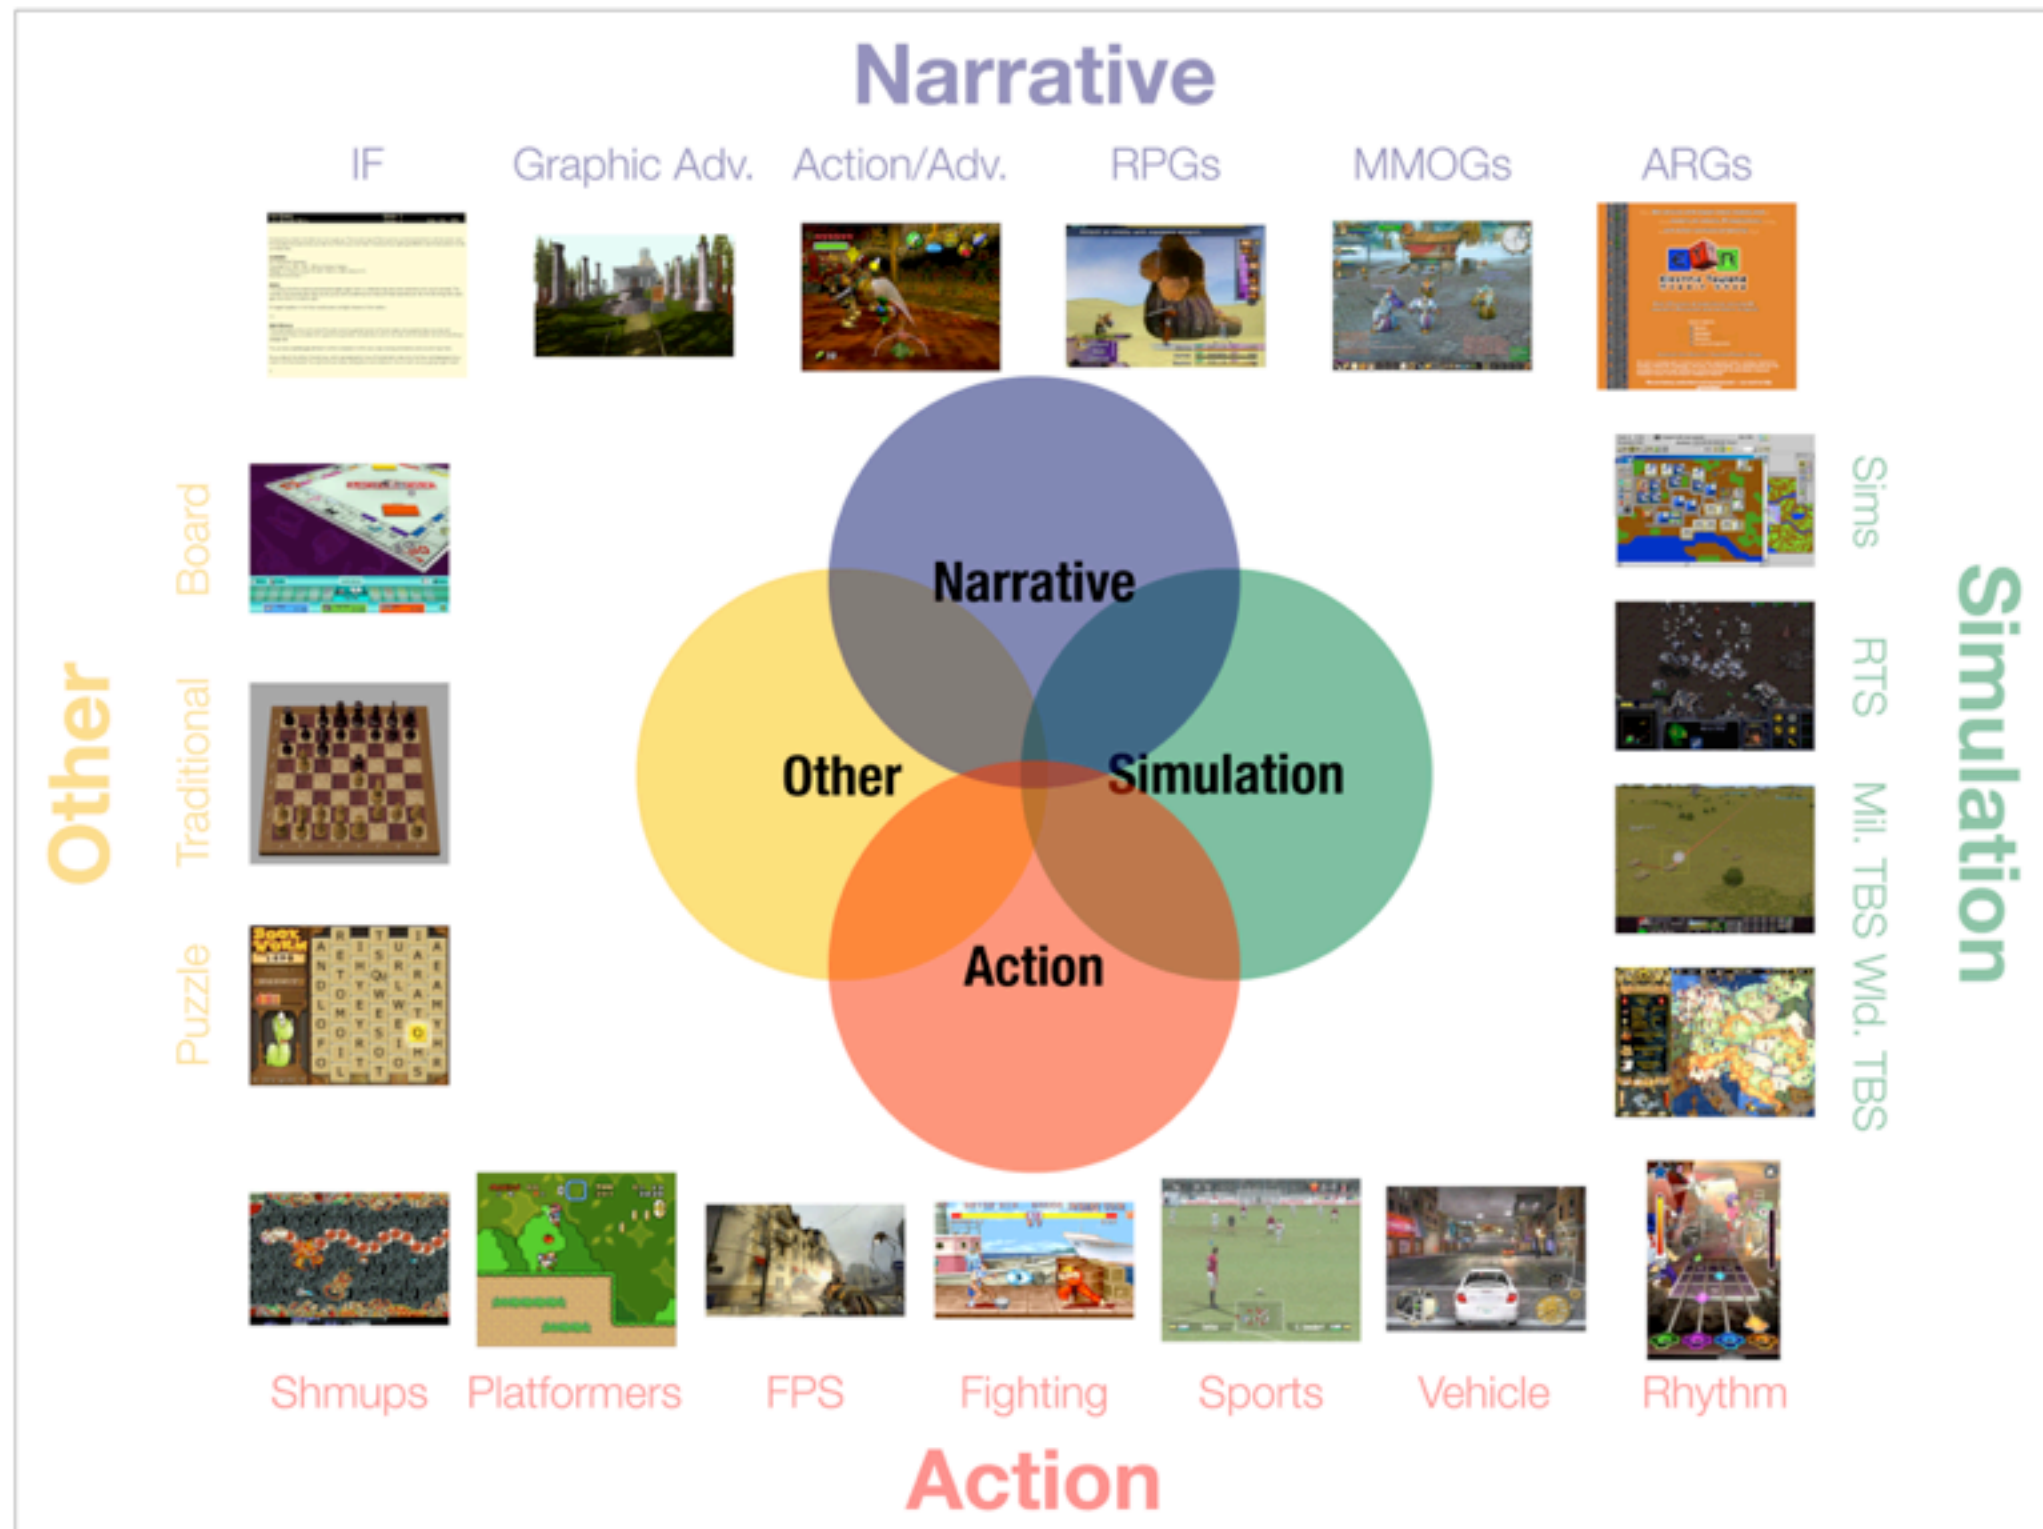 Narrative
IF
Graphic Adv.
Action/Adv.
RPGs
MMOGs
ARGs
Other
Board
Traditional
Puzzle
Narrative
Other
Simulation
Action
Sims
RTS
Mil. TBS
Wld. TBS
Simulation
Shmups
Platformers
FPS
Fighting
Sports
Vehicle
Rhythm
Action